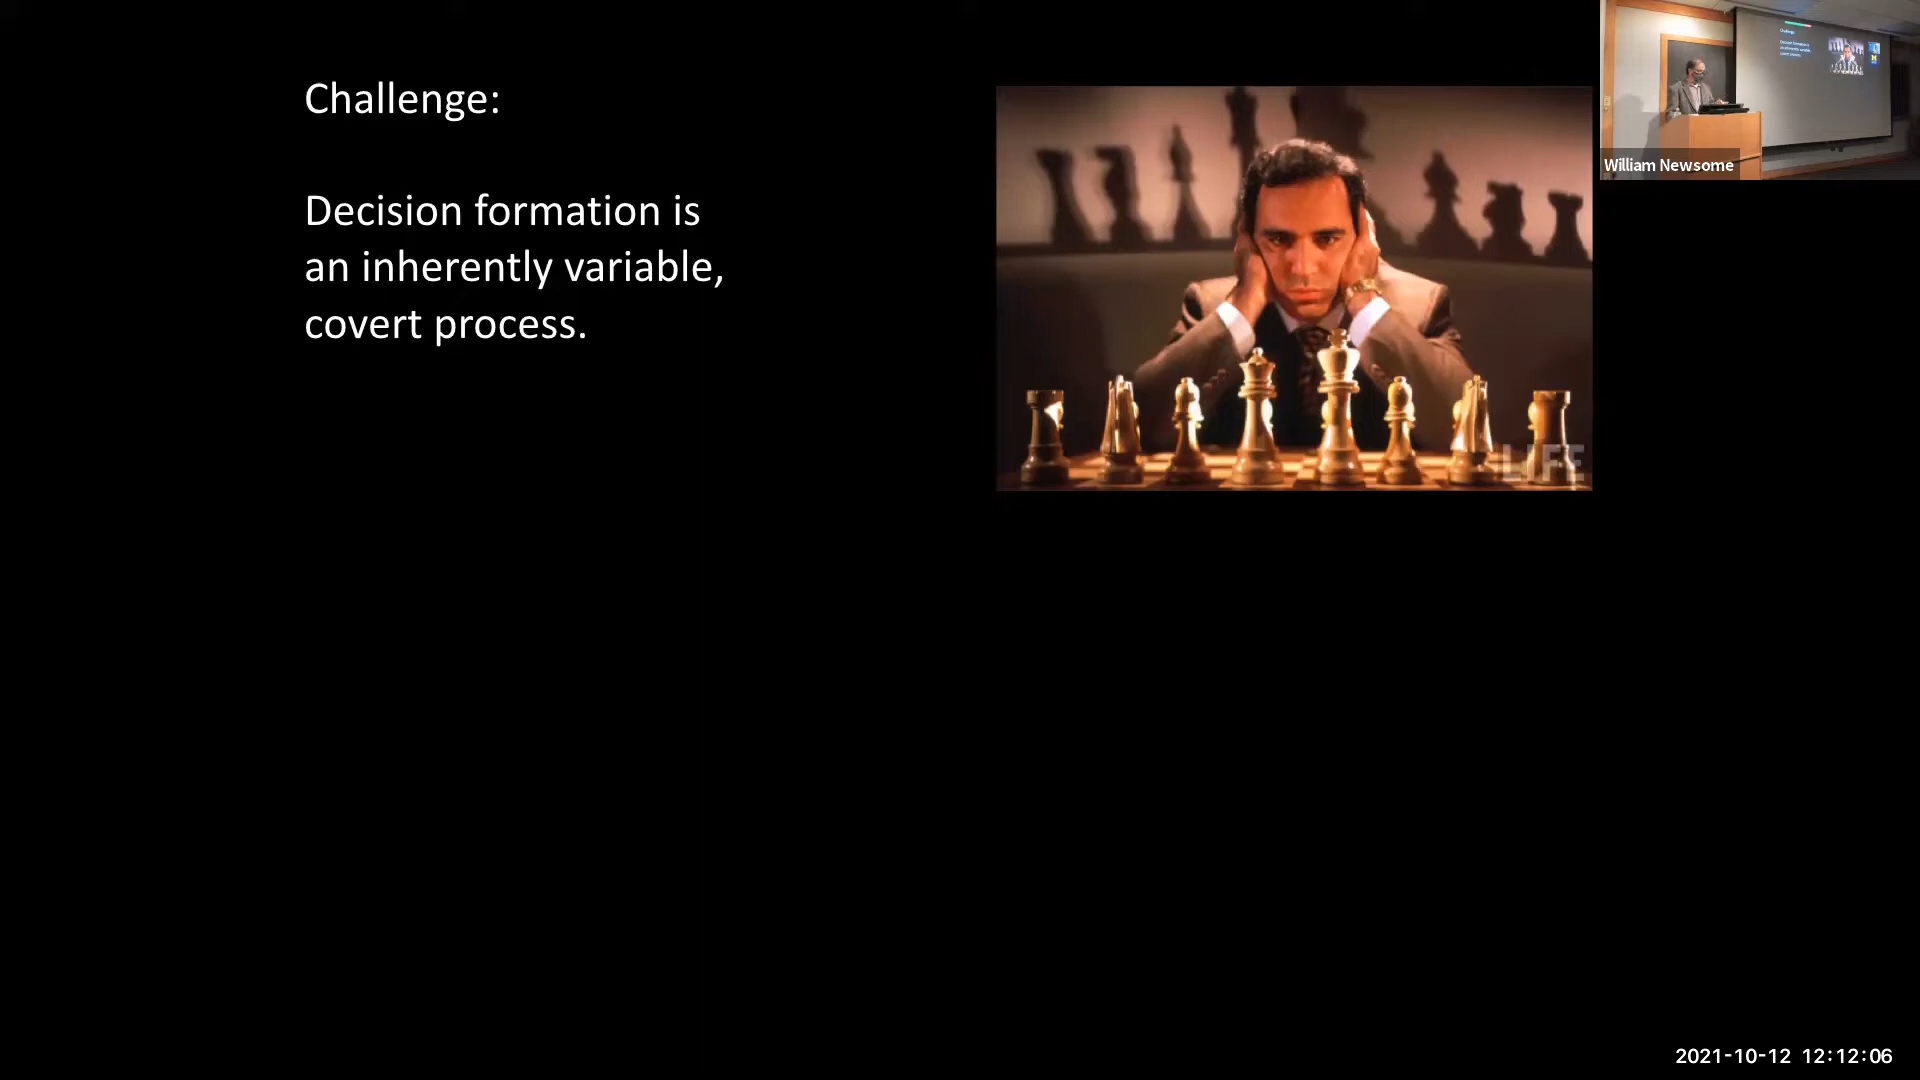 Challenge:
Decision formation is
an inherently variable,
covert process.
LIFE
William Newsome
2021-10-12 12:12:06